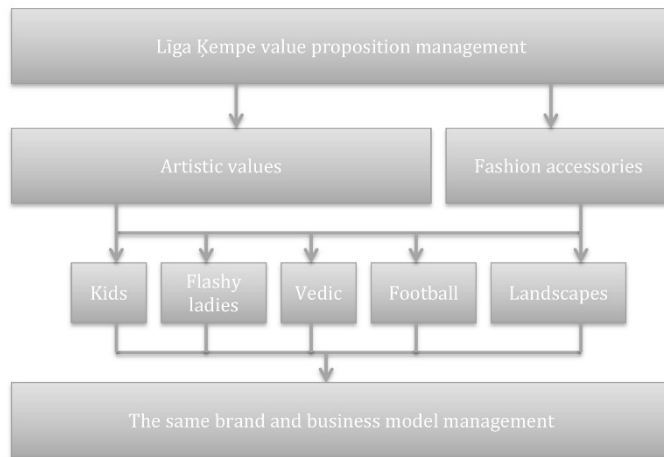 Līga Ķempe value proposition management
Artistic values
Fashion accessories
Kids
Flashy
ladies
Vedic
Football
Landscapes
The same brand and business model management